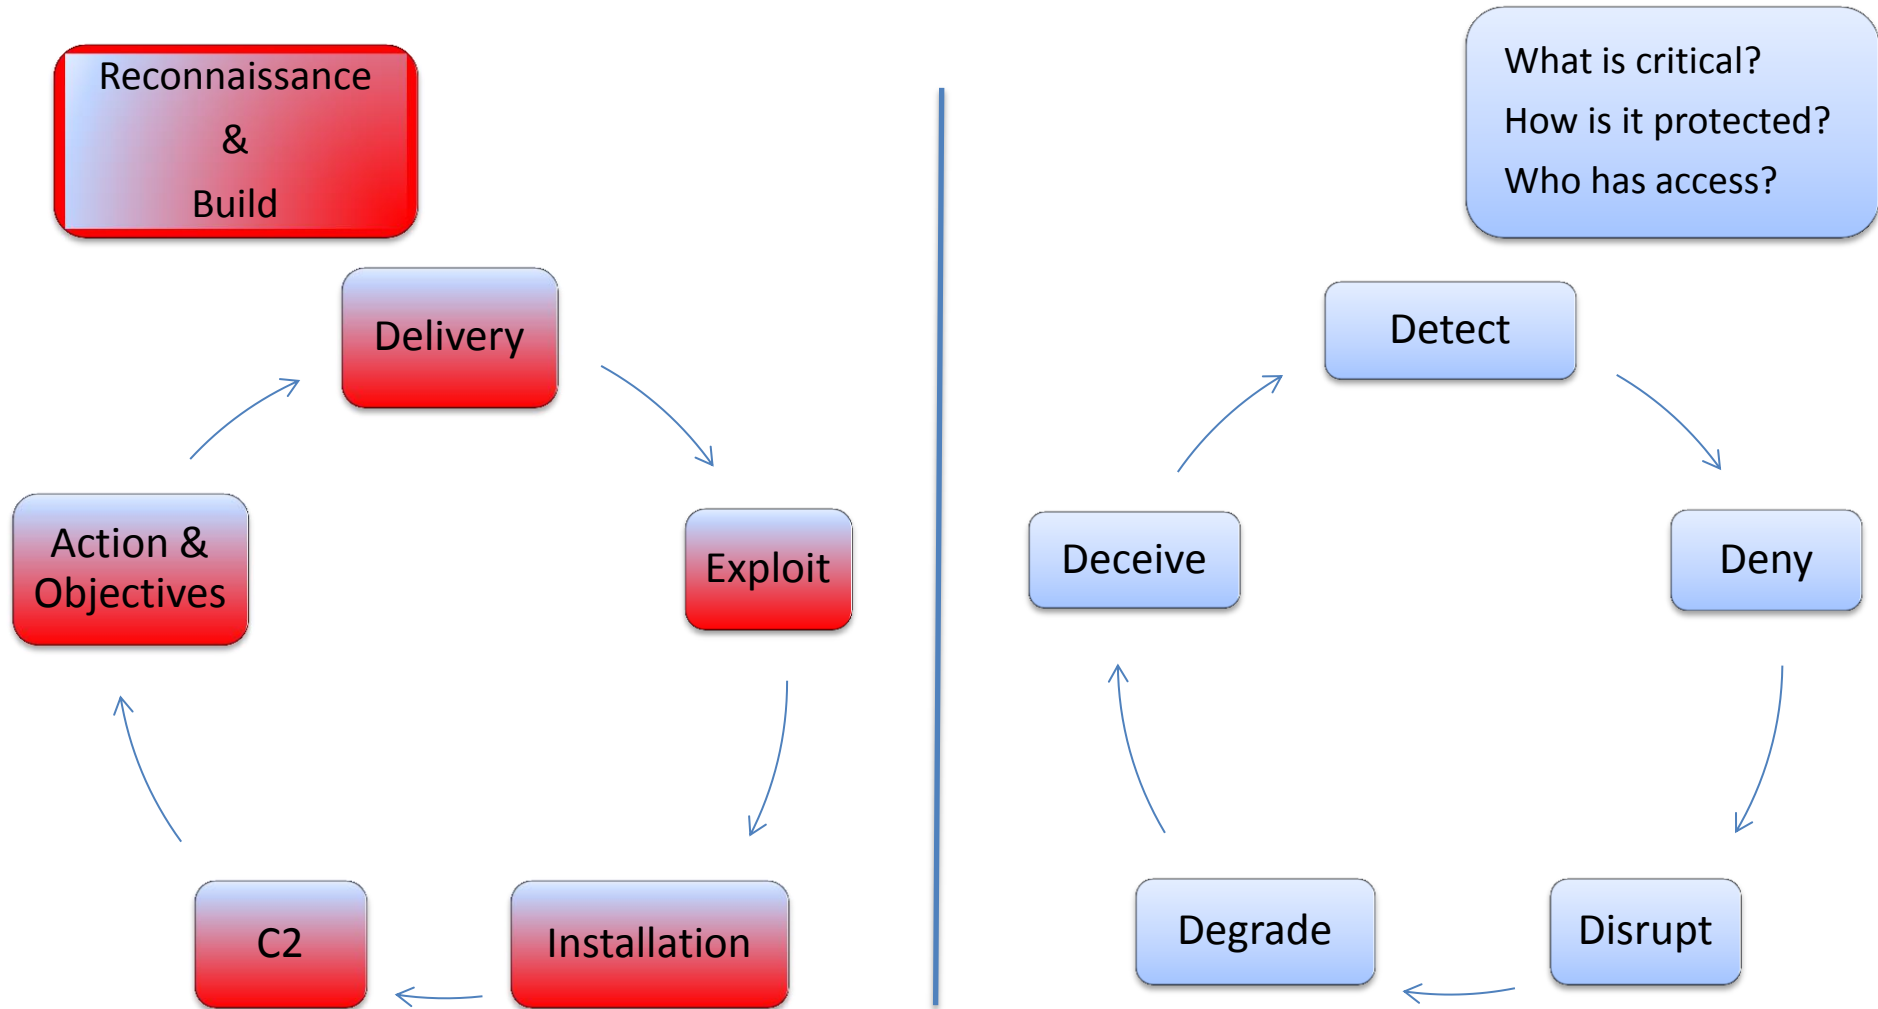 Reconnaissance
&
Build
Delivery
Exploit
Installation
C2
Action &
Objectives
What is critical?
How is it protected?
Who has access?
Detect
Deny
Disrupt
Degrade
Deceive